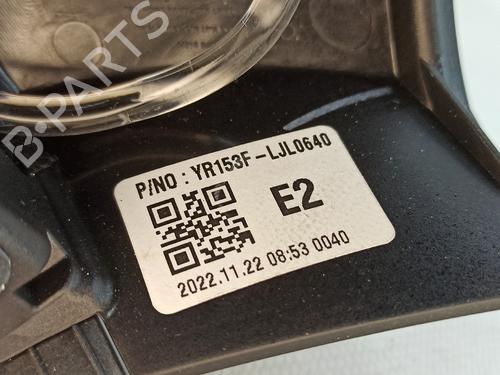 B-PARTS
P/NO : YR153F-LJL0640
E2
2022.11.22 08:53 0040